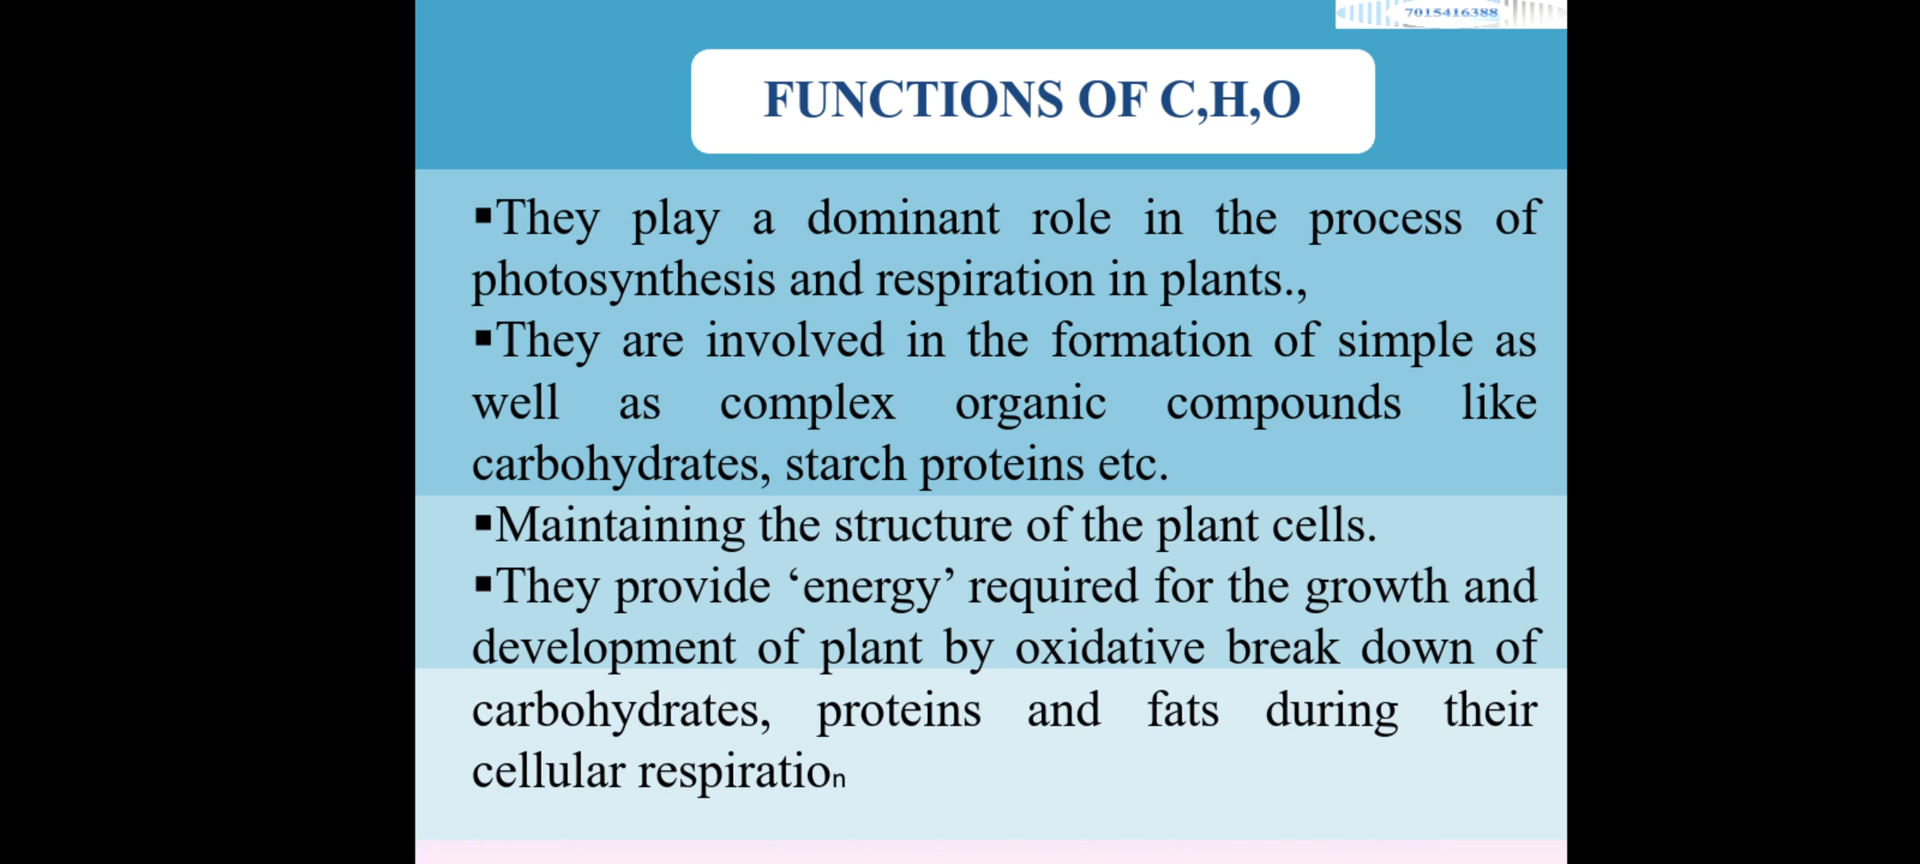 7015416388
FUNCTIONS OF C,H,O
▪They play a dominant role in the process of
photosynthesis and respiration in plants.,
▪They are involved in the formation of simple as
well as complex organic compounds like
carbohydrates, starch proteins etc.
▪Maintaining the structure of the plant cells.
▪They provide ‘energy’ required for the growth and
development of plant by oxidative break down of
carbohydrates, proteins and fats during their
cellular respiration